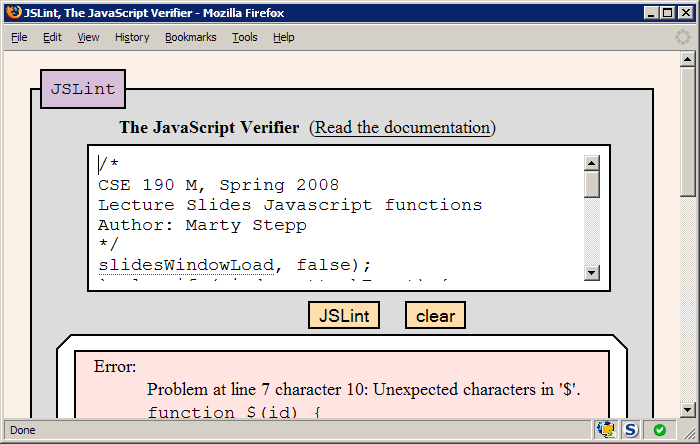 JSLint, The JavaScript Verifier - Mozilla Firefox
File Edit View History Bookmarks Tools Help
JSLint
The JavaScript Verifier (Read the documentation)
/*
CSE 190 M, Spring 2008
Lecture Slides Javascript functions
Author: Marty Stepp
*/
slidesWindowLoad, false);
JSLint clear
Error:
Problem at line 7 character 10: Unexpected characters in '$'.
function $(id) {
Done